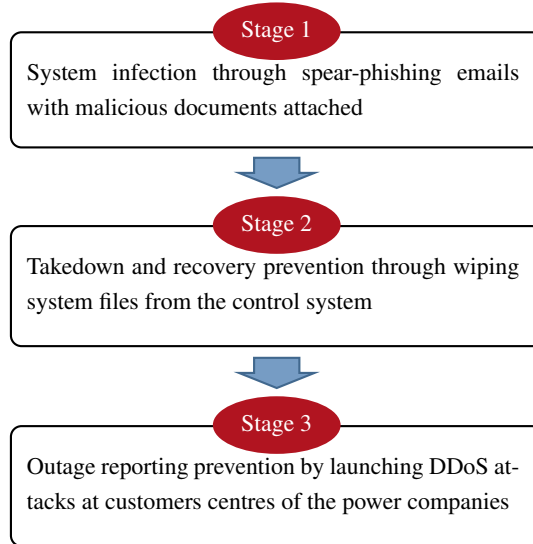 Stage 1
System infection through spear-phishing emails
with malicious documents attached
Stage 2
Takedown and recovery prevention through wiping
system files from the control system
Stage 3
Outage reporting prevention by launching DDoS at-
tacks at customers centres of the power companies